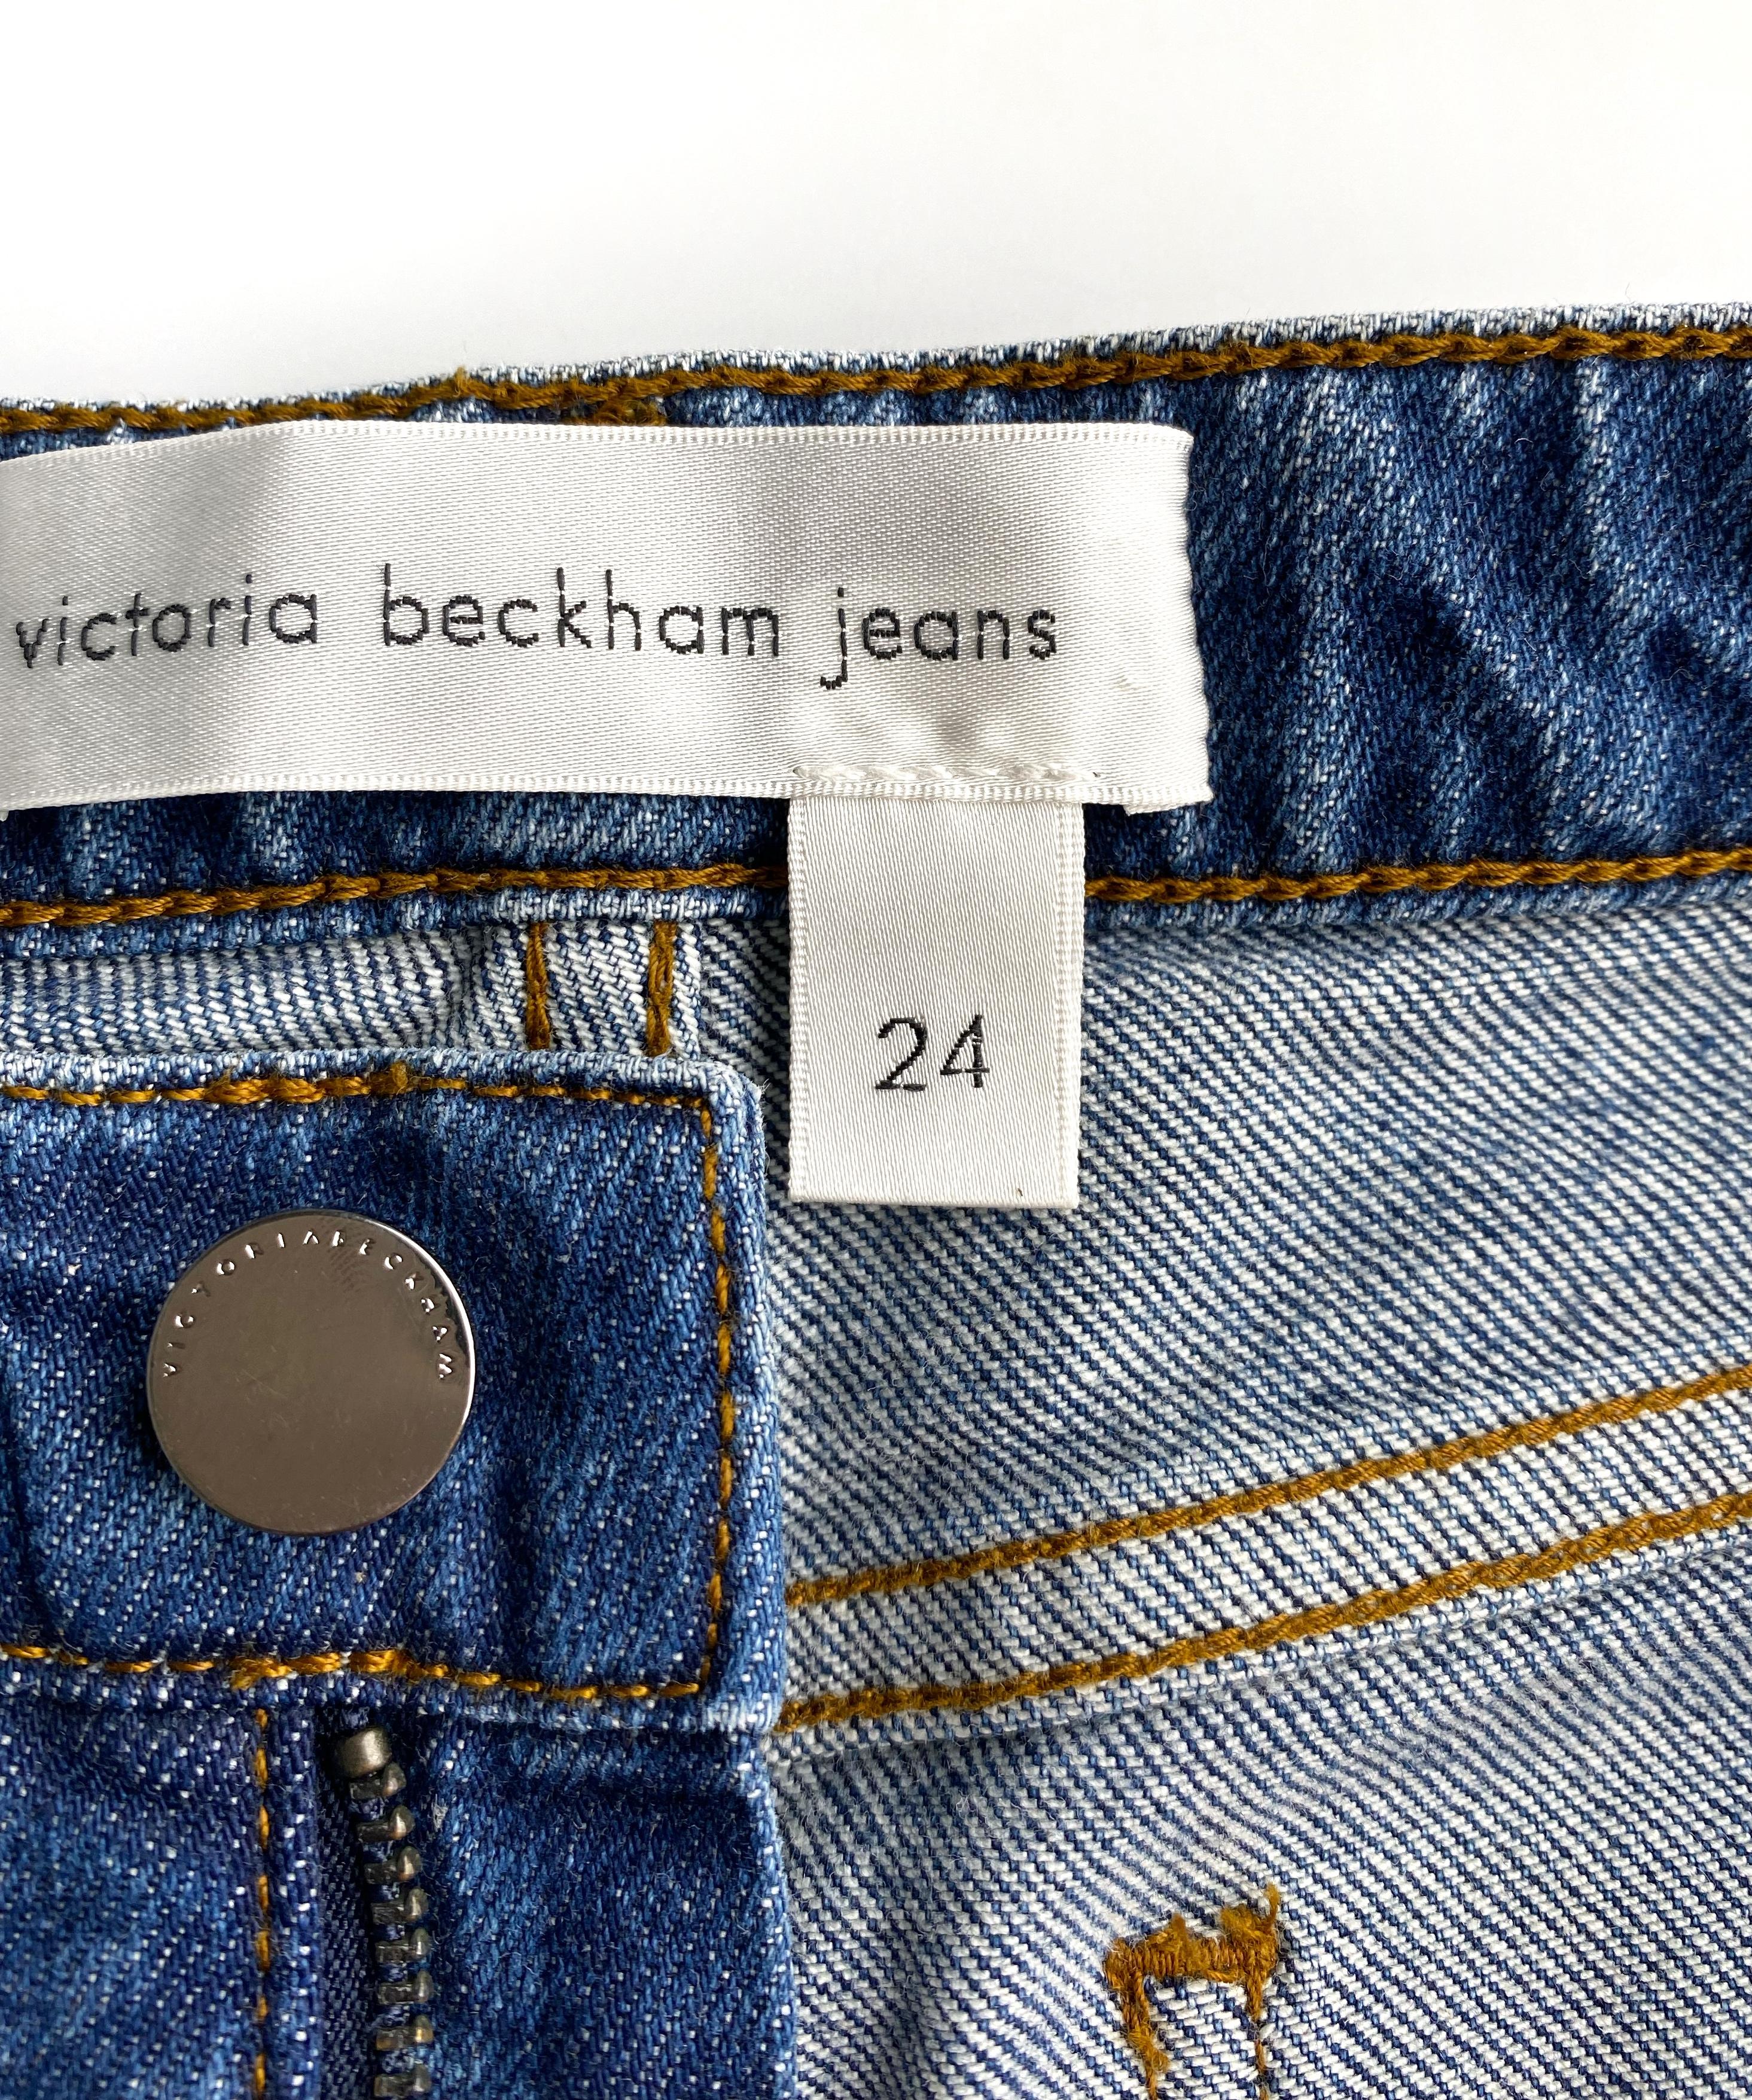 victoria beckham jeans
24
VICTORIABECKHAM